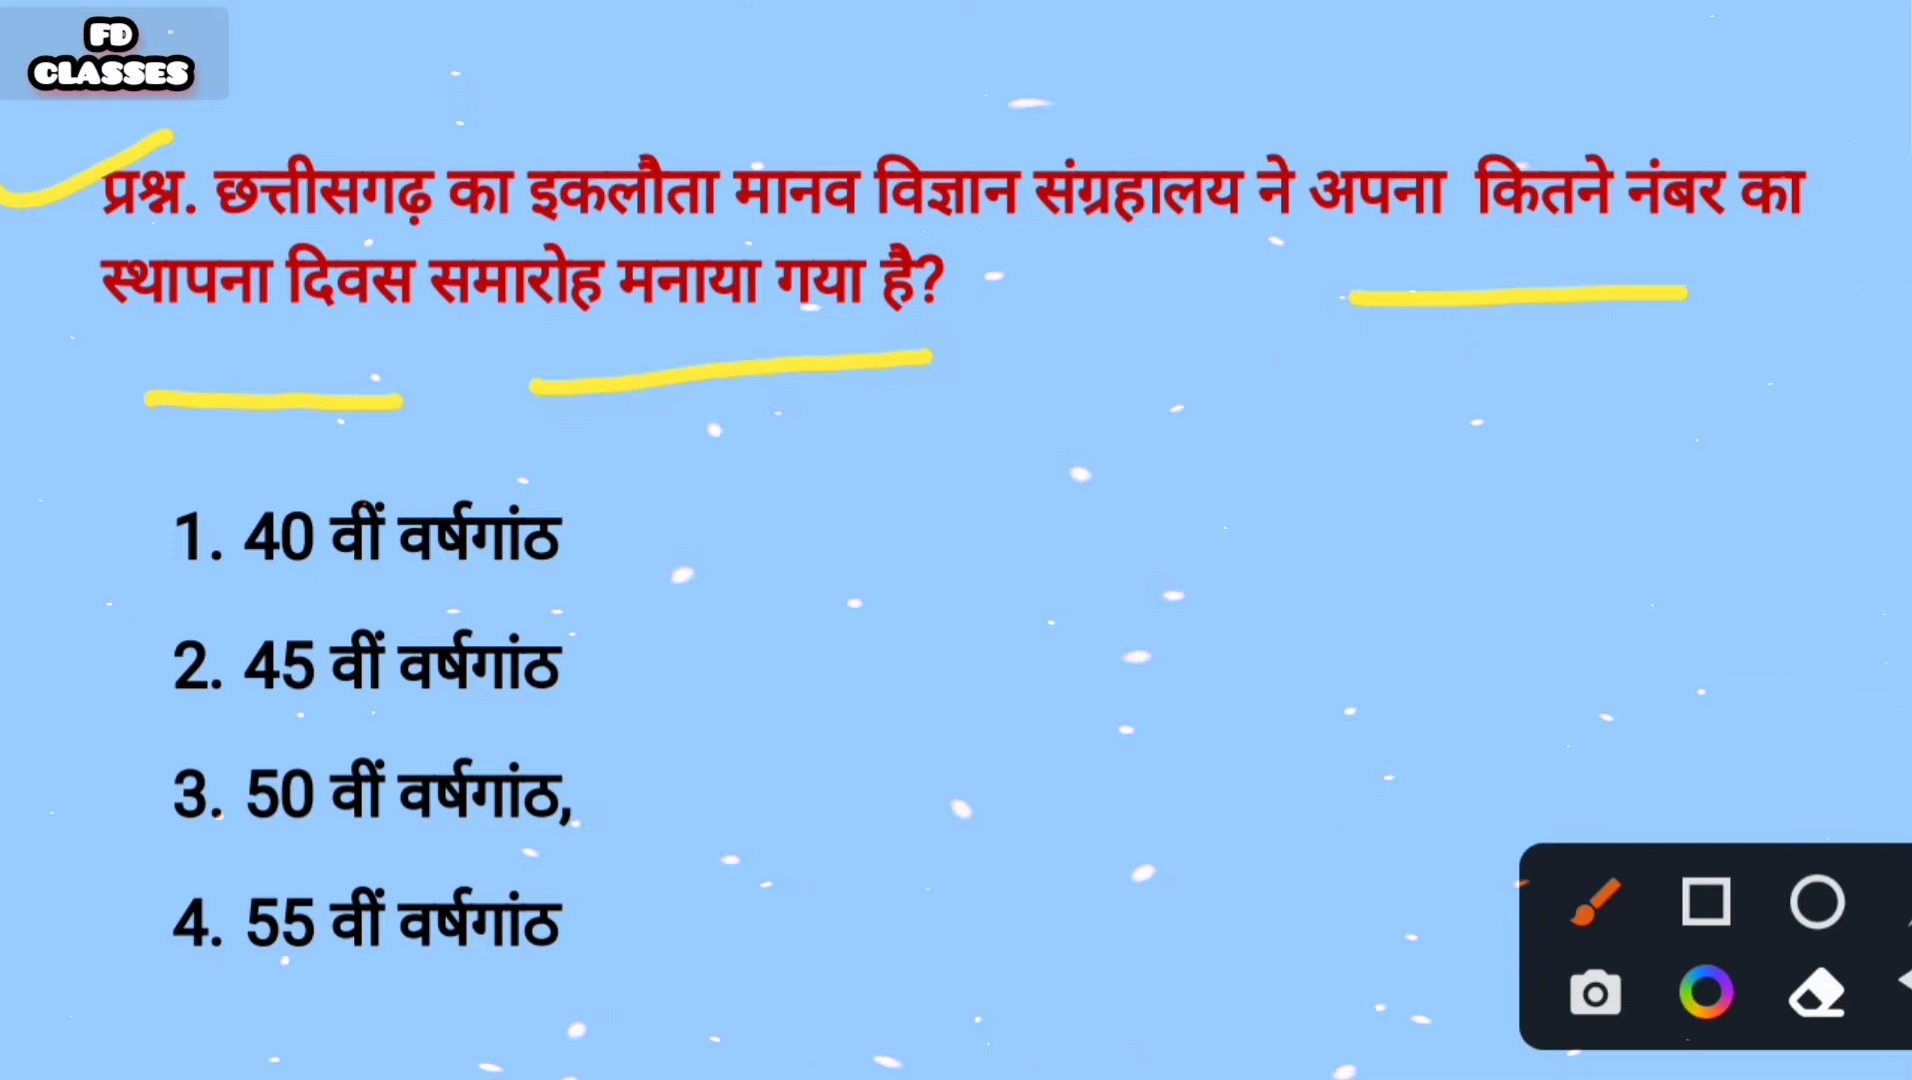 FD
CLASSES
प्रश्न. छत्तीसगढ़ का इकलौता मानव विज्ञान संग्रहालय ने अपना कितने नंबर का
स्थापना दिवस समारोह मनाया गया है?
1. 40 वीं वर्षगांठ
2. 45 वीं वर्षगांठ
3. 50 वीं वर्षगांठ,
4. 55 वीं वर्षगांठ